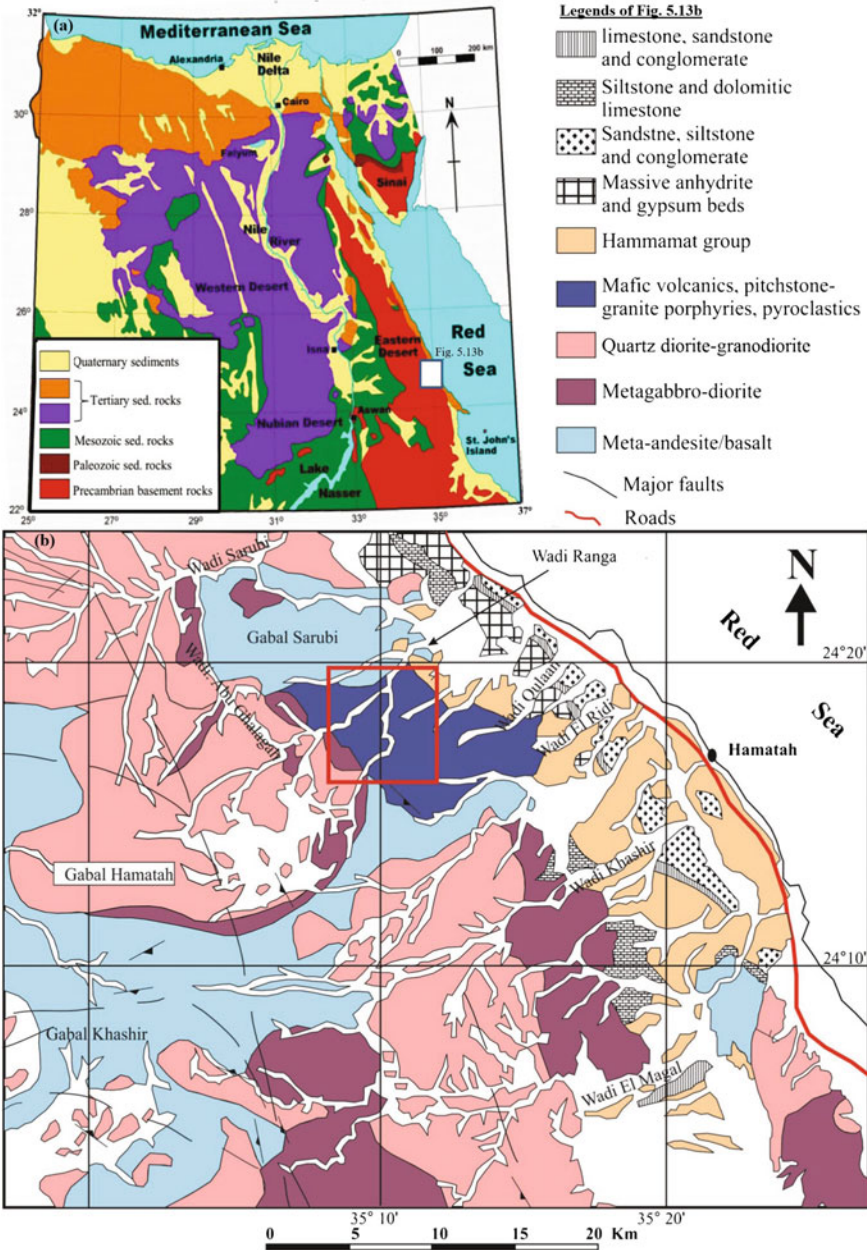 (a)
Mediterranean Sea
Alexandria
Nile
Delta
Cairo
Faiyum
Sinai
Nile
River
Western Desert
Isna
Eastern
Desert
Red
Sea
Fig. 5.13b
Nubian Desert
Aswan
Lake
Nasser
St. John's
Island
N
0 100 200 km
32°
30°
28°
26°
24°
22°
25° 29° 31° 33° 35° 37°
Quaternary sediments
Tertiary sed. rocks
Mesozoic sed. rocks
Paleozoic sed. rocks
Precambrian basement rocks
Legends of Fig. 5.13b
limestone, sandstone
and conglomerate
Siltstone and dolomitic
limestone
Sandstne, siltstone
and conglomerate
Massive anhydrite
and gypsum beds
Hammamat group
Mafic volcanics, pitchstone-
granite porphyries, pyroclastics
Quartz diorite-granodiorite
Metagabbro-diorite
Meta-andesite/basalt
Major faults
Roads
(b)
Wadi Sarubi
Wadi Ranga
N
Gabal Sarubi
Red
Sea
24° 20'
Wadi Abu Ghalagah
Wadi Qulaan
Wadi El Ridi
Hamatah
Gabal Hamatah
Wadi Khashir
24° 10'
Gabal Khashir
Wadi El Magal
35° 10' 35° 20'
0 5 10 15 20 Km